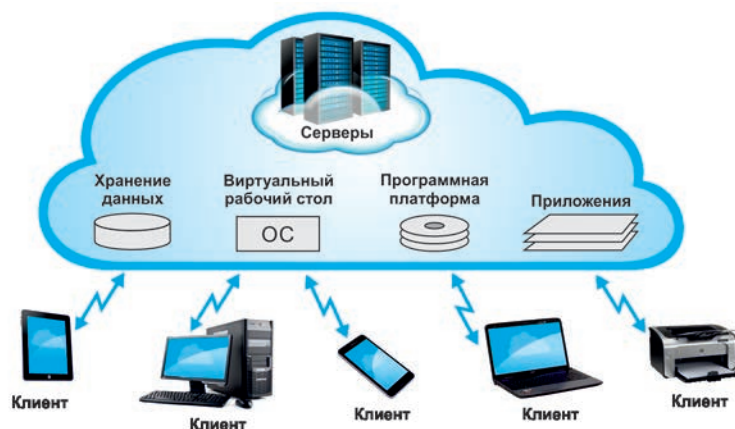 Серверы
Хранение
данных
Виртуальный
рабочий стол
Программная
платформа
Приложения
ОС
Клиент
Клиент
Клиент
Клиент
Клиент